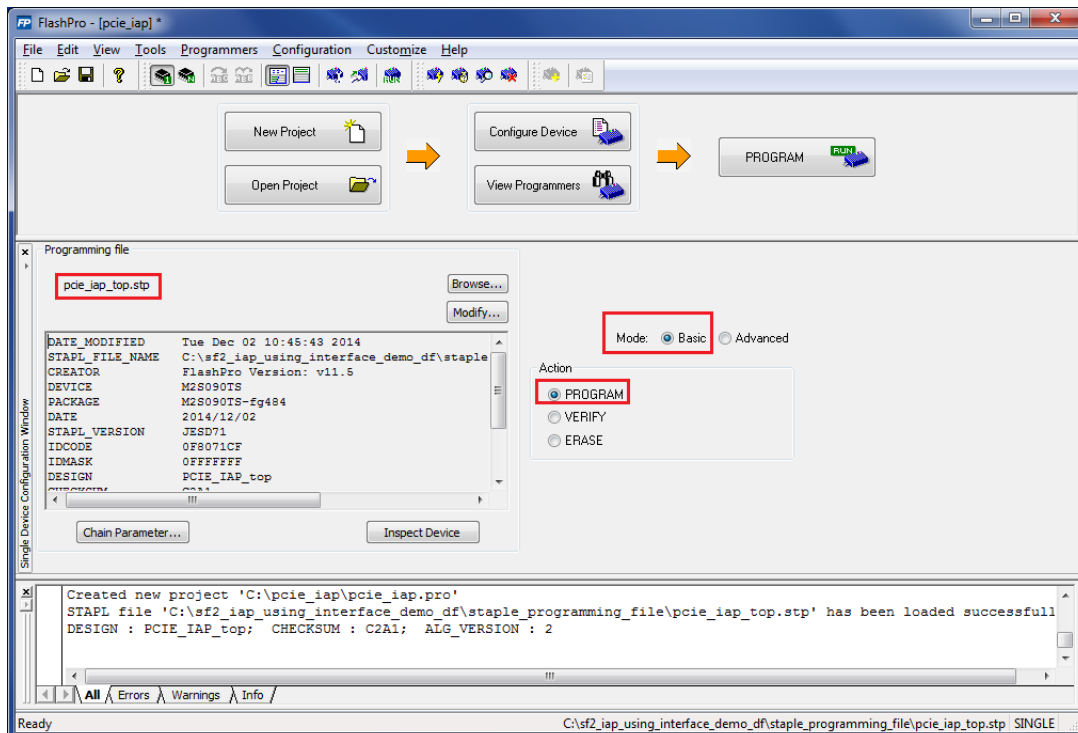 FP FlashPro - [pcie_iap] *
File Edit View Tools Programmers Configuration Customize Help
New Project
Configure Device
PROGRAM
RUN
Open Project
View Programmers
Programming file
pcie_iap_top.stp
Browse...
Modify...
DATE_MODIFIED Tue Dec 02 10:45:43 2014
STAPL_FILE_NAME C:\sf2_iap_using_interface_demo_df\staple
CREATOR FlashPro Version: v11.5
DEVICE M2S090TS
PACKAGE M2S090TS-fg484
DATE 2014/12/02
STAPL_VERSION JESD71
IDCODE 0F8071CF
IDMASK 0FFFFFFF
DESIGN PCIE_IAP_top
CHECKSUM C2A1
Chain Parameter...
Inspect Device
Mode: Basic Advanced
Action
PROGRAM
VERIFY
ERASE
Single Device Configuration Window
Created new project 'C:\pcie_iap\pcie_iap.pro'
STAPL file 'C:\sf2_iap_using_interface_demo_df\staple_programming_file\pcie_iap_top.stp' has been loaded successfull
DESIGN : PCIE_IAP_top; CHECKSUM : C2A1; ALG_VERSION : 2
All Errors Warnings Info
Ready
C:\sf2_iap_using_interface_demo_df\staple_programming_file\pcie_iap_top.stp SINGLE